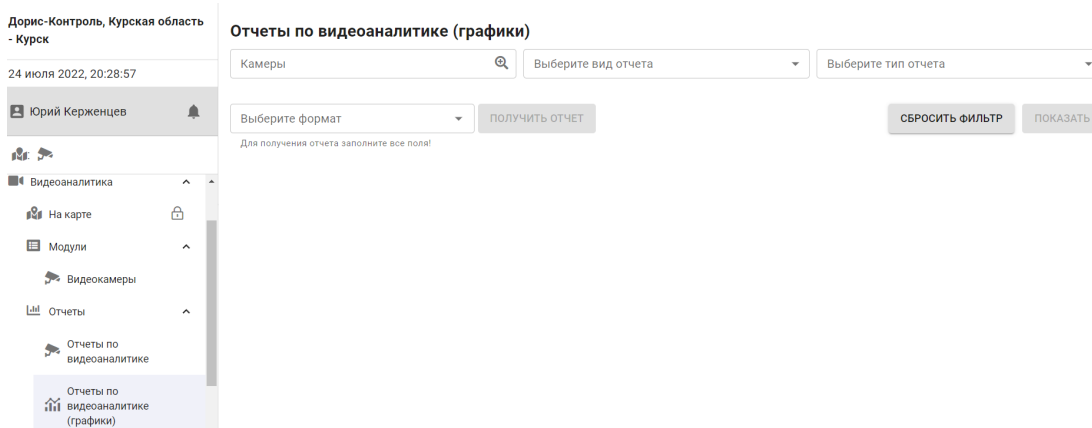 Дорис-Контроль, Курская область
- Курск
24 июля 2022, 20:28:57
Юрий Керженцев
Видеоаналитика
На карте
Модули
Видеокамеры
Отчеты
Отчеты по
видеоаналитике
Отчеты по
видеоаналитике
(графики)
Отчеты по видеоаналитике (графики)
Камеры
Выберите вид отчета
Выберите тип отчета
Выберите формат
ПОЛУЧИТЬ ОТЧЕТ
СБРОСИТЬ ФИЛЬТР
ПОКАЗАТЬ
Для получения отчета заполните все поля!